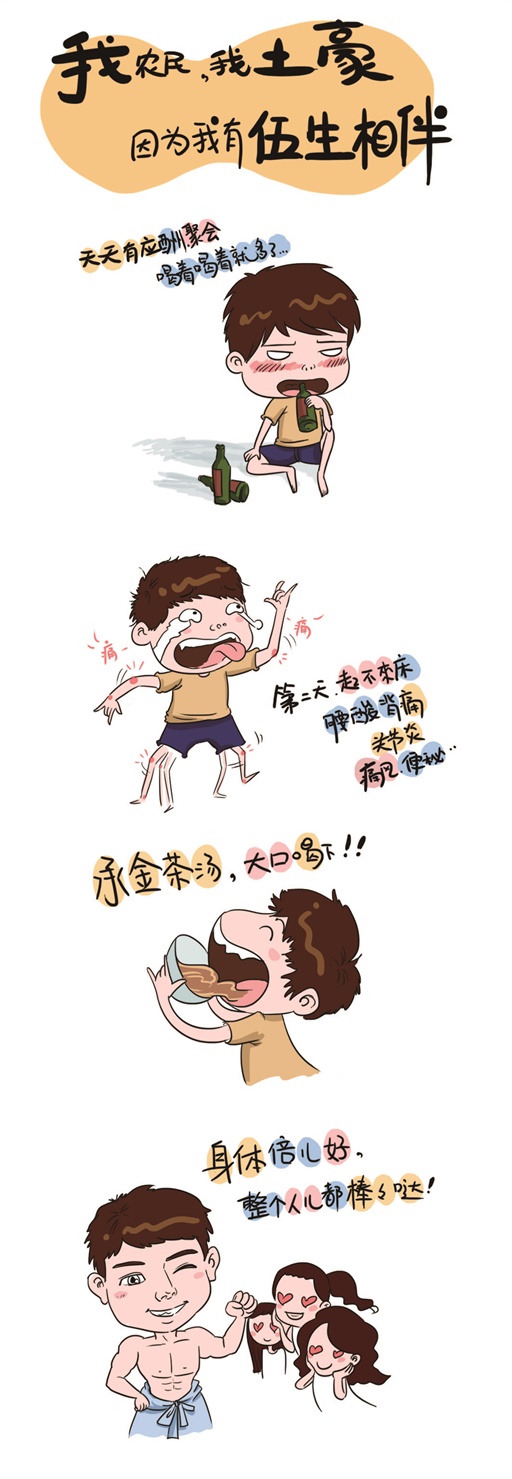 我农民,我土豪
因为我有伍生相伴
天天有应酬.聚会
喝着喝着就多了...
痛
痛
第二天.起不来床
腰酸背痛
关节炎
痛风.便秘..
承金茶汤,大口喝下!!
身体倍儿好,
整个人儿都棒棒哒!